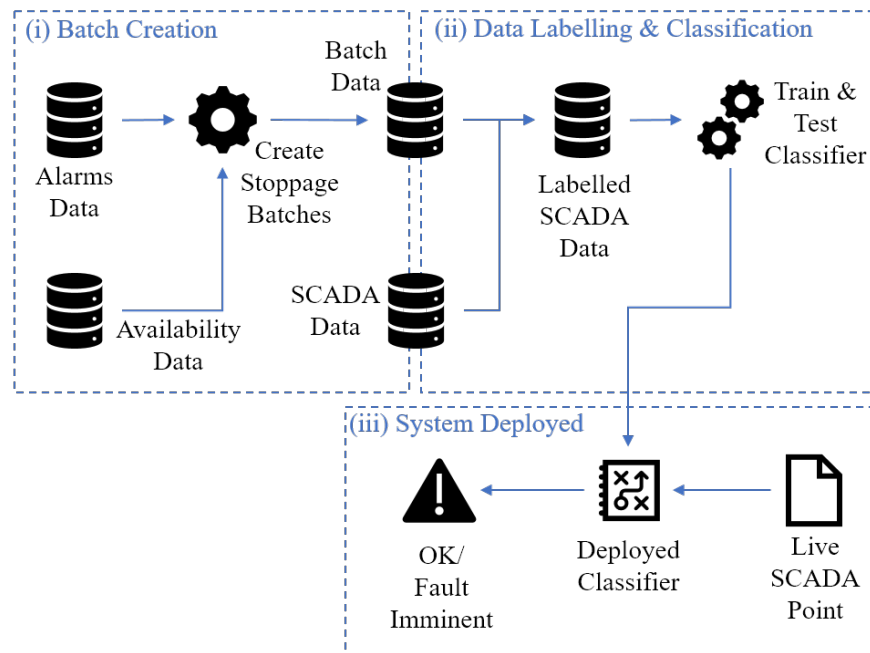 (i) Batch Creation
Alarms
Data
Create
Stoppage
Batches
Availability
Data
Batch
Data
SCADA
Data
(ii) Data Labelling & Classification
Labelled
SCADA
Data
Train &
Test
Classifier
(iii) System Deployed
OK/
Fault
Imminent
Deployed
Classifier
Live
SCADA
Point